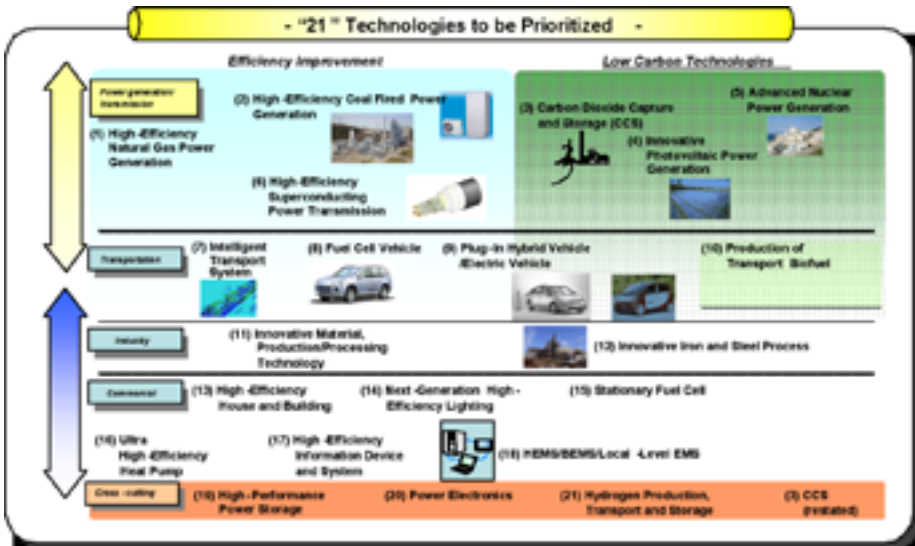 - “21” Technologies to be Prioritized -
Efficiency Improvement
Low Carbon Technologies
Power generation/
transmission
(1) High -Efficiency
Natural Gas Power
Generation
(2) High -Efficiency Coal Fired Power
Generation
(3) Carbon Dioxide Capture
and Storage (CCS)
(5) Advanced Nuclear
Power Generation
(4) Innovative
Photovoltaic Power
Generation
(6) High-Efficiency
Superconducting
Power Transmission
Transportation
(7) Intelligent
Transport
System
(8) Fuel Cell Vehicle
(9) Plug-In Hybrid Vehicle
/Electric Vehicle
(10) Production of
Transport Biofuel
Industry
(11) Innovative Material,
Production/Processing
Technology
(12) Innovative Iron and Steel Process
Commercial
(13) High -Efficiency
House and Building
(14) Next -Generation High -
Efficiency Lighting
(15) Stationary Fuel Cell
(16) Ultra
High -Efficiency
Heat Pump
(17) High -Efficiency
Information Device
and System
(18) HEMS/BEMS/Local -Level EMS
Cross -cutting
(19) High -Performance
Power Storage
(20) Power Electronics
(21) Hydrogen Production,
Transport and Storage
(3) CCS
(restated)